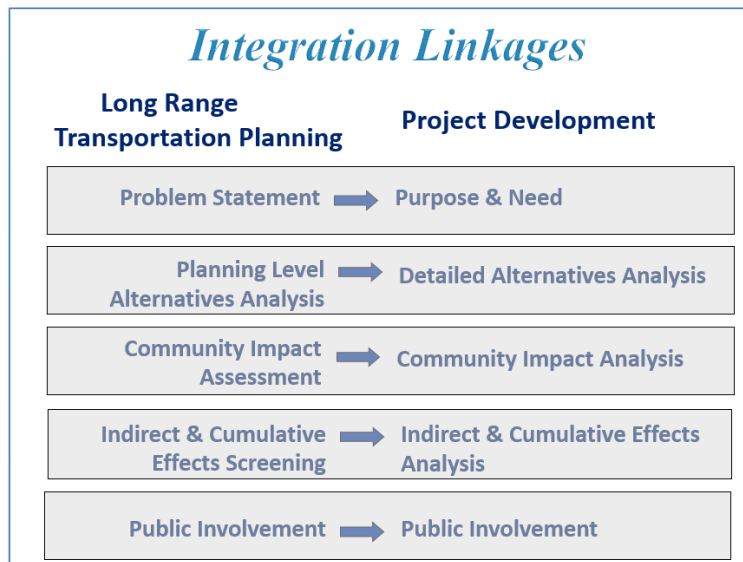 Integration Linkages
Long Range
Transportation Planning
Project Development
Problem Statement
Purpose & Need
Planning Level
Alternatives Analysis
Detailed Alternatives Analysis
Community Impact
Assessment
Community Impact Analysis
Indirect & Cumulative
Effects Screening
Indirect & Cumulative Effects
Analysis
Public Involvement
Public Involvement